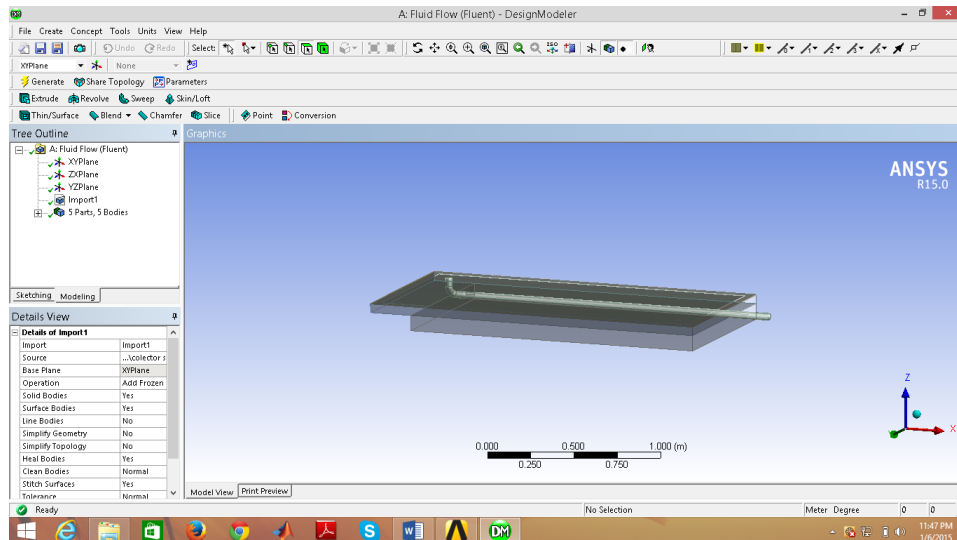 DM A: Fluid Flow (Fluent) - DesignModeler
File Create Concept Tools Units View Help
Undo Redo Select: ISO
XYPlane None
Generate Share Topology Parameters
Extrude Revolve Sweep Skin/Loft
Thin/Surface Blend Chamfer Slice Point Conversion
Tree Outline
A: Fluid Flow (Fluent)
XYPlane
ZXPlane
YZPlane
Import1
5 Parts, 5 Bodies
Sketching Modeling
Details View
Details of Import1
Import Import1
Source ...\colector s
Base Plane XYPlane
Operation Add Frozen
Solid Bodies Yes
Surface Bodies Yes
Line Bodies No
Simplify Geometry No
Simplify Topology No
Heal Bodies Yes
Clean Bodies Normal
Stitch Surfaces Yes
Tolerance Normal
Graphics
ANSYS
R15.0
Z
X
0.000 0.500 1.000 (m)
0.250 0.750
Model View Print Preview
Ready No Selection Meter Degree 0 0
S W DM 11:47 PM
1/6/2015